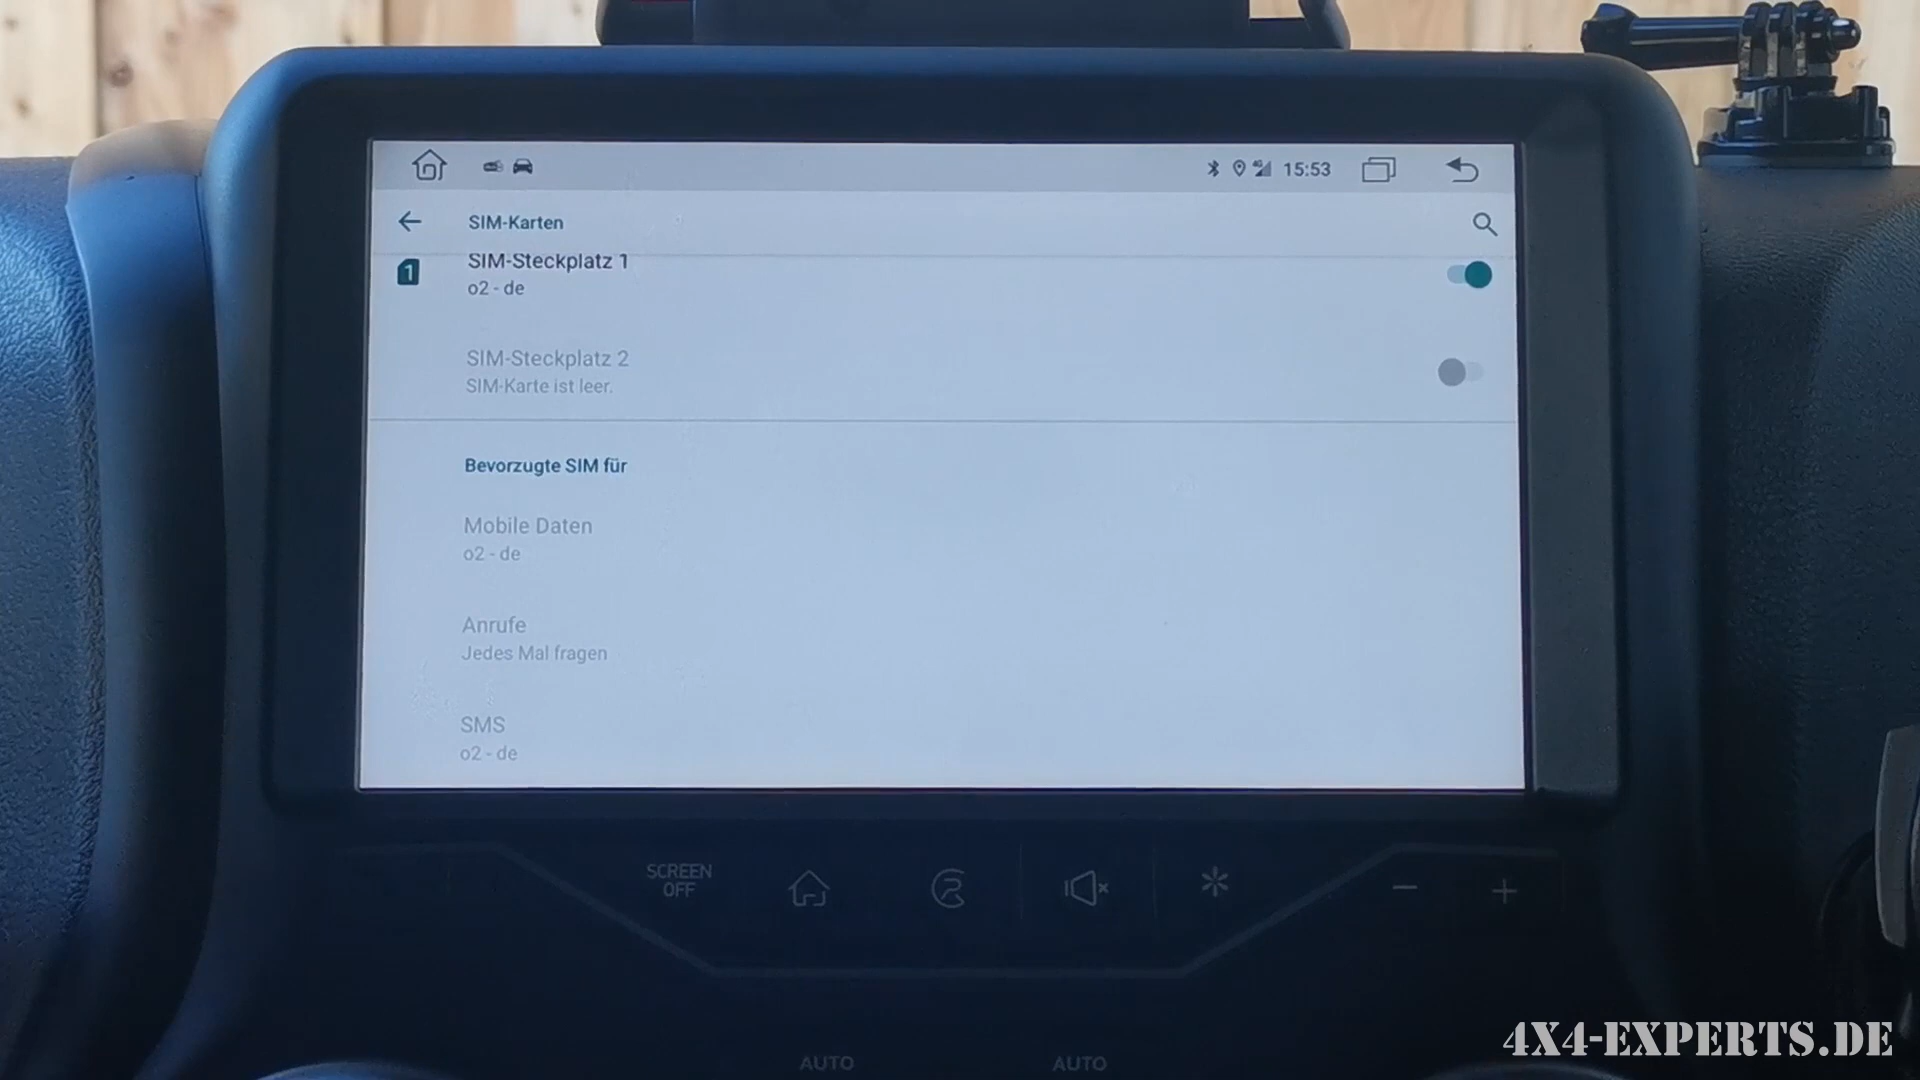 15:53
SIM-Karten
1
SIM-Steckplatz 1
o2 - de
SIM-Steckplatz 2
SIM-Karte ist leer.
Bevorzugte SIM für
Mobile Daten
o2 - de
Anrufe
Jedes Mal fragen
SMS
o2 - de
SCREEN
OFF
AUTO
AUTO
4X4-EXPERTS.DE